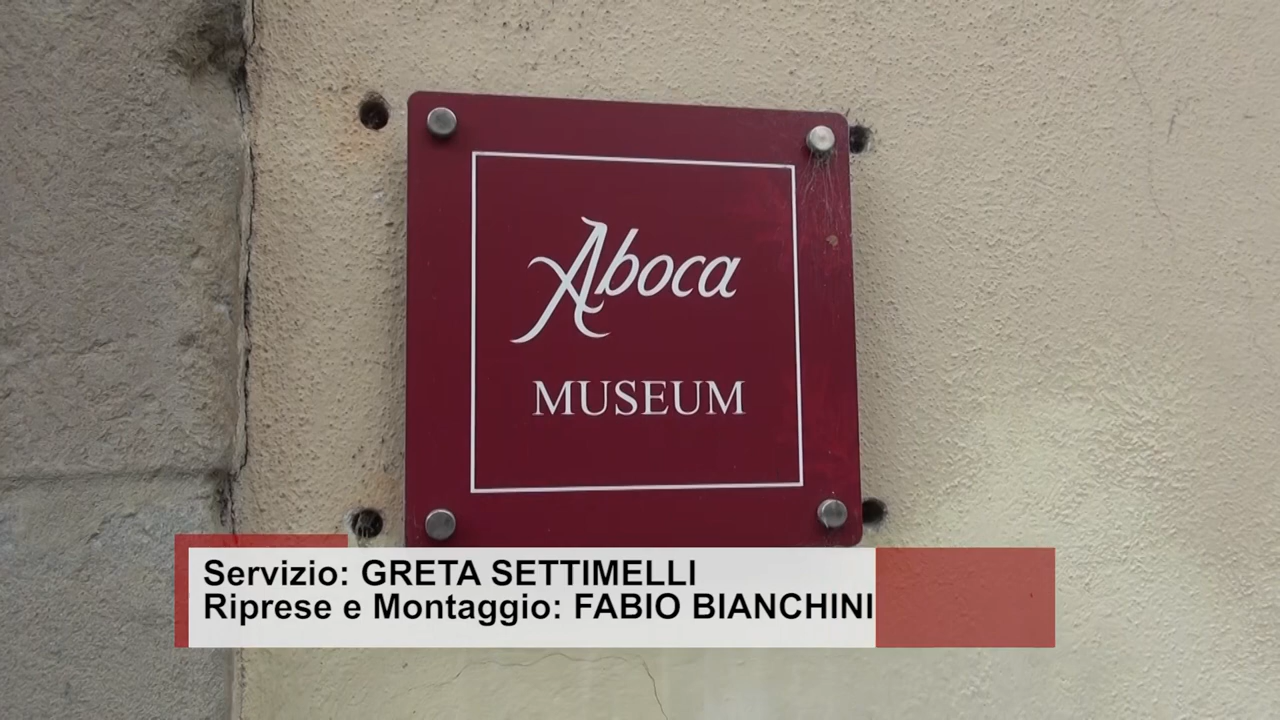 Aboca
MUSEUM
Servizio: GRETA SETTIMELLI
Riprese e Montaggio: FABIO BIANCHINI